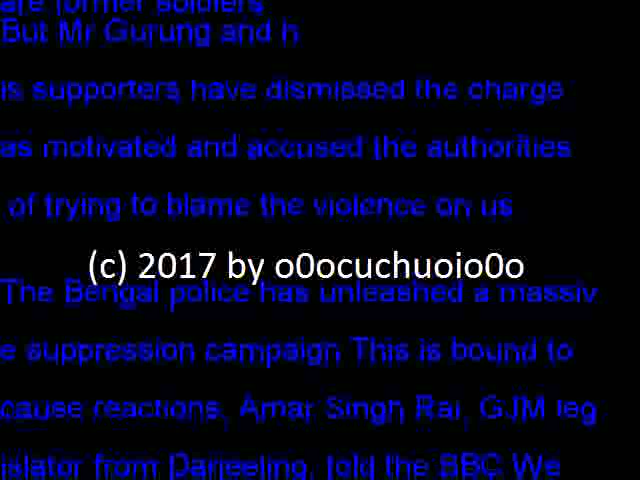 are former soldiers
But Mr Gurung and h
is supporters have dismissed the charge
as motivated and accused the authorities
of trying to blame the violence on us
(c) 2017 by o0ocuchuoio0o
The Bengal police has unleashed a massiv
e suppression campaign This is bound to
cause reactions, Amar Singh Rai, GJM leg
islator from Darjeeling, told the BBC We